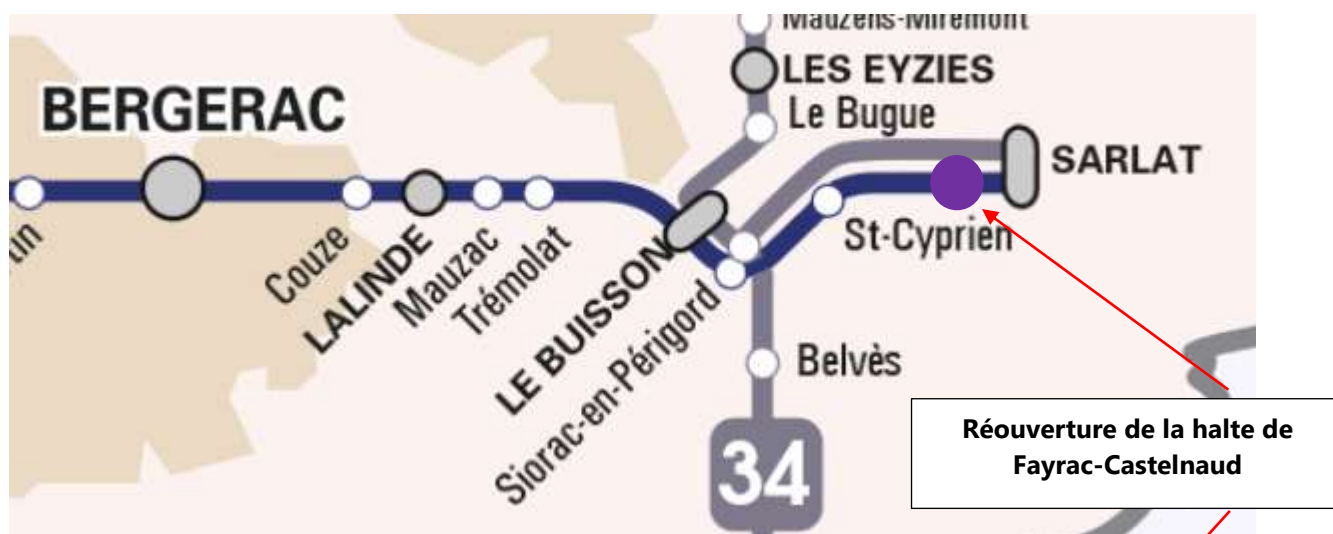 Mauzens-Miremont
LES EYZIES
Le Bugue
BERGERAC
SARLAT
St-Cyprien
Couze
LALINDE
Mauzac
Trémolat
LE BUISSON
Siorac-en-Périgord
Belvès
34
Réouverture de la halte de
Fayrac-Castelnaud